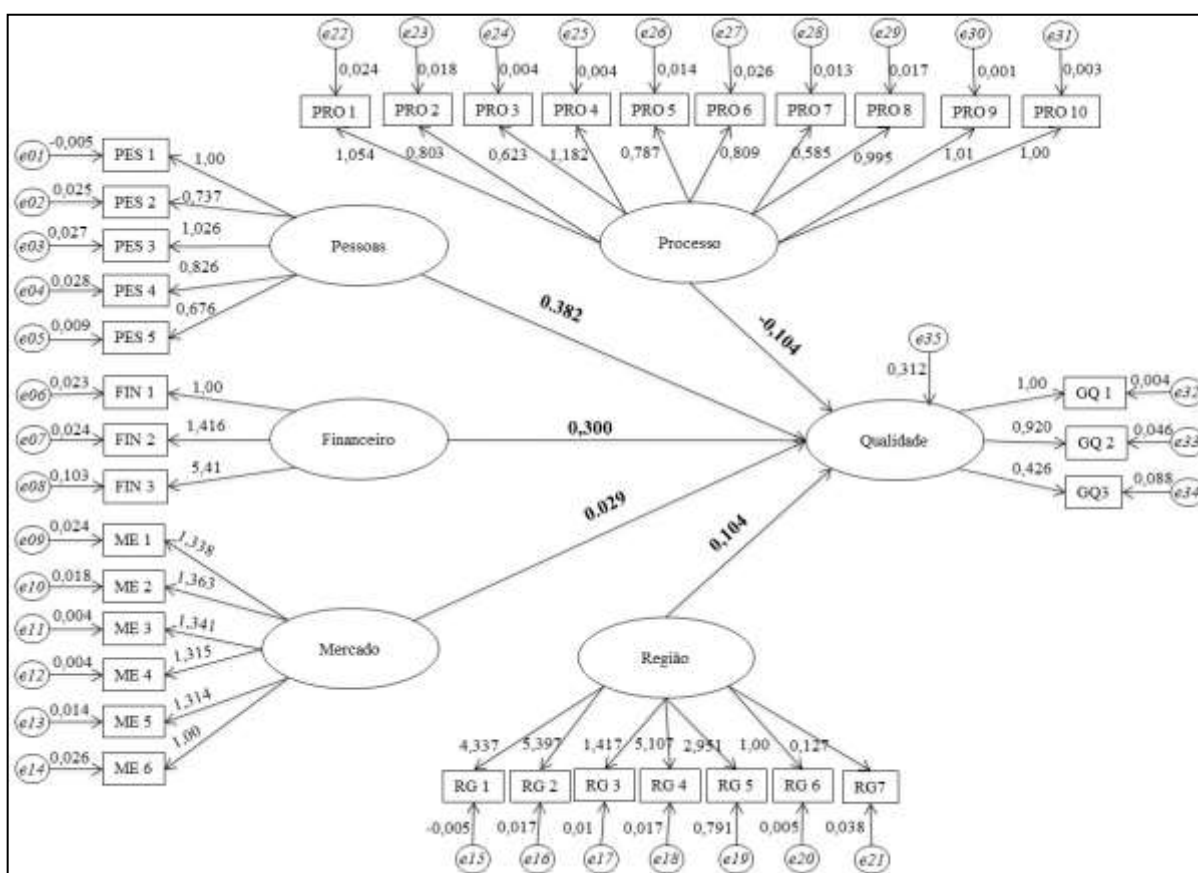 e22 e23 e24 e25 e26 e27 e28 e29 e30 e31
0,024 0,018 0,004 0,004 0,014 0,026 0,013 0,017 0,001 0,003
PRO 1 PRO 2 PRO 3 PRO 4 PRO 5 PRO 6 PRO 7 PRO 8 PRO 9 PRO 10
1,054 0,803 0,623 1,182 0,787 0,809 0,585 0,995 1,01 1,00
Processo
e01 -0,005 PES 1 1,00
e02 0,025 PES 2 0,737
e03 0,027 PES 3 1,026
e04 0,028 PES 4 0,826
e05 0,009 PES 5 0,676
Pessoas
0,382
-0,104
e35
0,312
e06 0,023 FIN 1 1,00
e07 0,024 FIN 2 1,416
e08 0,103 FIN 3 5,41
Financeiro
0,300
Qualidade
1,00 GQ 1 0,004 e32
0,920 GQ 2 0,046 e33
0,426 GQ3 0,088 e34
e09 0,024 ME 1 1,338
e10 0,018 ME 2 1,363
e11 0,004 ME 3 1,341
e12 0,004 ME 4 1,315
e13 0,014 ME 5 1,314
e14 0,026 ME 6 1,00
Mercado
0,029
0,104
Região
4,337 5,397 1,417 5,107 2,951 1,00 0,127
RG 1 RG 2 RG 3 RG 4 RG 5 RG 6 RG7
-0,005 0,017 0,01 0,017 0,791 0,005 0,038
e15 e16 e17 e18 e19 e20 e21